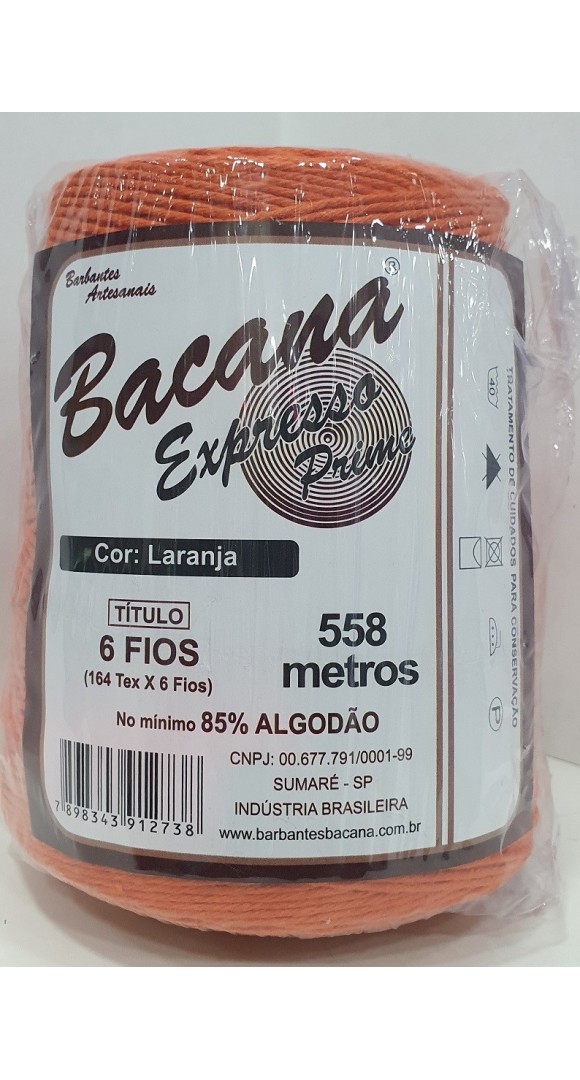 Barbantes
Artesanais
Bacana®
Expresso
Prime
Cor: Laranja
TÍTULO
6 FIOS
(164 Tex X 6 Fios)
558
metros
No mínimo 85% ALGODÃO
CNPJ: 00.677.791/0001-99
SUMARÉ - SP
INDÚSTRIA BRASILEIRA
www.barbantesbacana.com.br
7 898343 912738
TRATAMENTO DE CUIDADOS PARA CONSERVAÇÃO
40
P